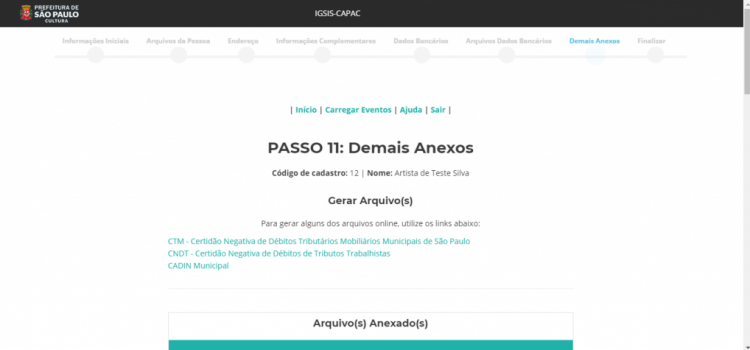 PREFEITURA DE
SÃO PAULO
CULTURA
IGSIS-CAPAC
Informações Iniciais
Arquivos da Pessoa
Endereço
Informações Complementares
Dados Bancários
Arquivos Dados Bancários
Demais Anexos
Finalizar
| Início | Carregar Eventos | Ajuda | Sair |
PASSO 11: Demais Anexos
Código de cadastro: 12 | Nome: Artista de Teste Silva
Gerar Arquivo(s)
Para gerar alguns dos arquivos online, utilize os links abaixo:
CTM - Certidão Negativa de Débitos Tributários Mobiliários Municipais de São Paulo
CNDT - Certidão Negativa de Débitos de Tributos Trabalhistas
CADIN Municipal
Arquivo(s) Anexado(s)